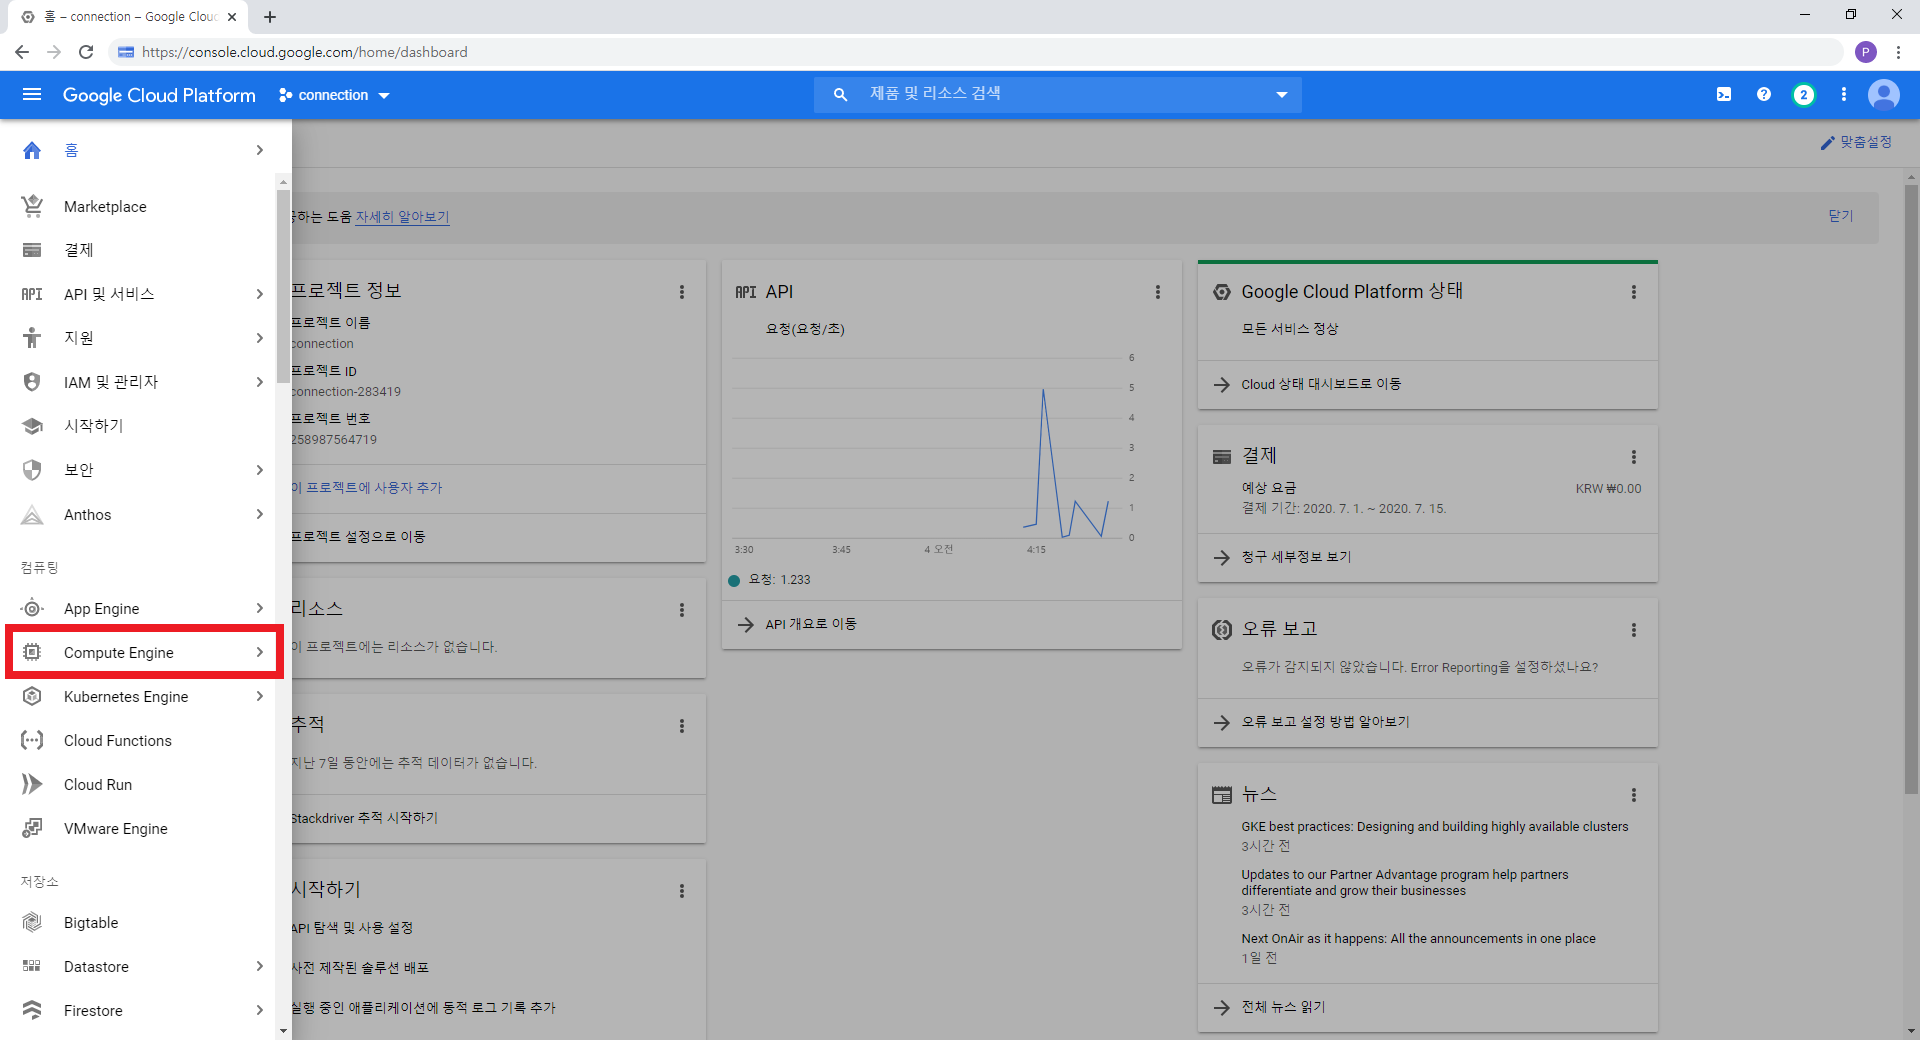 홈 – connection – Google Cloud
https://console.cloud.google.com/home/dashboard
P
Google Cloud Platform
connection
제품 및 리소스 검색
2
홈
맞춤설정
Marketplace
결제
API 및 서비스
지원
IAM 및 관리자
시작하기
보안
Anthos
컴퓨팅
App Engine
Compute Engine
Kubernetes Engine
Cloud Functions
Cloud Run
VMware Engine
저장소
Bigtable
Datastore
Firestore
하는 도움 자세히 알아보기
닫기
프로젝트 정보
프로젝트 이름
connection
프로젝트 ID
connection-283419
프로젝트 번호
258987564719
이 프로젝트에 사용자 추가
프로젝트 설정으로 이동
리소스
이 프로젝트에는 리소스가 없습니다.
추적
지난 7일 동안에는 추적 데이터가 없습니다.
Stackdriver 추적 시작하기
시작하기
API 탐색 및 사용 설정
사전 제작된 솔루션 배포
실행 중인 애플리케이션에 동적 로그 기록 추가
API API
요청(요청/초)
6
5
4
3
2
1
0
3:30 3:45 4 오전 4:15
요청: 1.233
API 개요로 이동
Google Cloud Platform 상태
모든 서비스 정상
Cloud 상태 대시보드로 이동
결제
예상 요금 KRW ₩0.00
결제 기간: 2020. 7. 1. ~ 2020. 7. 15.
청구 세부정보 보기
오류 보고
오류가 감지되지 않았습니다. Error Reporting을 설정하셨나요?
오류 보고 설정 방법 알아보기
뉴스
GKE best practices: Designing and building highly available clusters
3시간 전
Updates to our Partner Advantage program help partners
differentiate and grow their businesses
3시간 전
Next OnAir as it happens: All the announcements in one place
1일 전
전체 뉴스 읽기